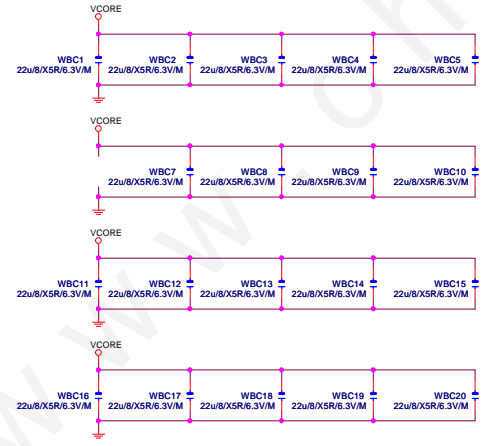 VCORE
WBC1 WBC2 WBC3 WBC4 WBC5
22u/8/X5R/6.3V/M 22u/8/X5R/6.3V/M 22u/8/X5R/6.3V/M 22u/8/X5R/6.3V/M 22u/8/X5R/6.3V/M
VCORE
WBC7 WBC8 WBC9 WBC10
22u/8/X5R/6.3V/M 22u/8/X5R/6.3V/M 22u/8/X5R/6.3V/M 22u/8/X5R/6.3V/M
VCORE
WBC11 WBC12 WBC13 WBC14 WBC15
22u/8/X5R/6.3V/M 22u/8/X5R/6.3V/M 22u/8/X5R/6.3V/M 22u/8/X5R/6.3V/M 22u/8/X5R/6.3V/M
VCORE
WBC16 WBC17 WBC18 WBC19 WBC20
22u/8/X5R/6.3V/M 22u/8/X5R/6.3V/M 22u/8/X5R/6.3V/M 22u/8/X5R/6.3V/M 22u/8/X5R/6.3V/M
www.ch